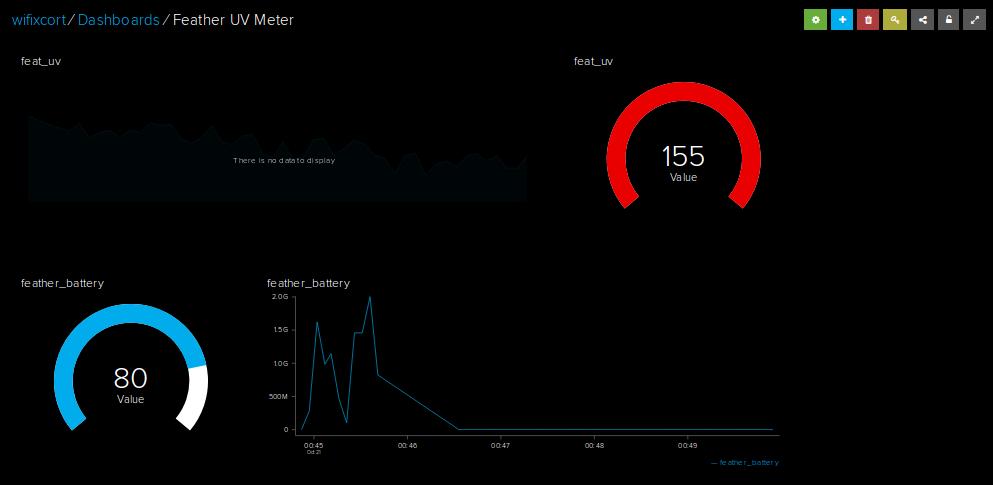 wifixcort / Dashboards / Feather UV Meter
feat_uv
feat_uv
There is no data to display
155
Value
feather_battery
feather_battery
80
Value
2.0G
1.5G
1.0G
500M
0
00:45 00:46 00:47 00:48 00:49
Oct 21
— feather_battery